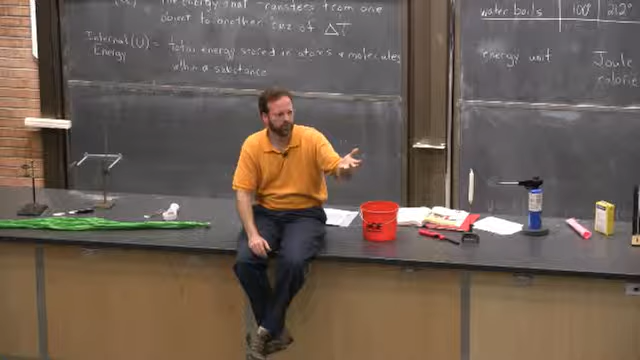 the energy that transfers from one
object to another cuz of ΔT
Internal (U) = Total energy stored in atoms & molecules
Energy
within a substance
water boils 100° 212°
energy unit Joule
calorie